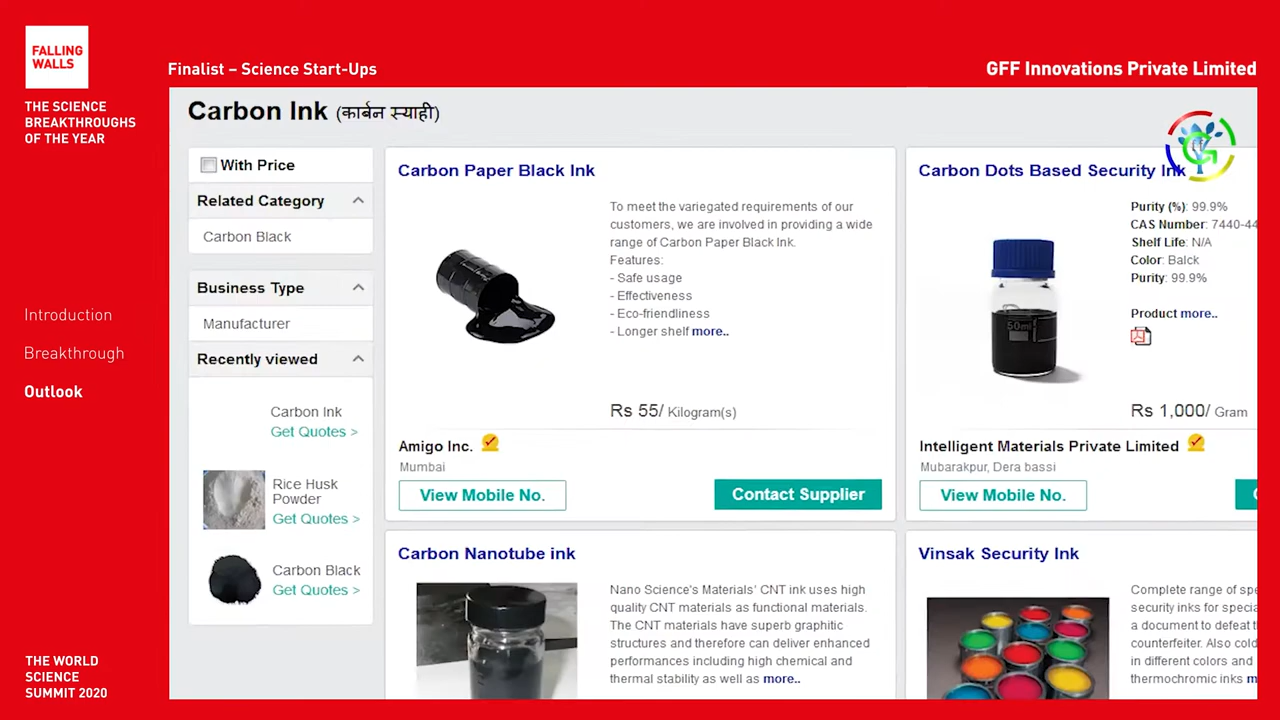 FALLING
WALLS
THE SCIENCE
BREAKTHROUGHS
OF THE YEAR
Finalist – Science Start-Ups
GFF Innovations Private Limited
Introduction
Breakthrough
Outlook
THE WORLD
SCIENCE
SUMMIT 2020
Carbon Ink (कार्बन स्याही)
With Price
Related Category
Carbon Black
Business Type
Manufacturer
Recently viewed
Carbon Ink
Get Quotes >
Rice Husk
Powder
Get Quotes >
Carbon Black
Get Quotes >
Carbon Paper Black Ink
To meet the variegated requirements of our
customers, we are involved in providing a wide
range of Carbon Paper Black Ink.
Features:
- Safe usage
- Effectiveness
- Eco-friendliness
- Longer shelf more..
Rs 55/ Kilogram(s)
Amigo Inc.
Mumbai
View Mobile No.
Contact Supplier
Carbon Dots Based Security Ink
Purity (%): 99.9%
CAS Number: 7440-44
Shelf Life: N/A
Color: Balck
Purity: 99.9%
Product more..
50ml
Rs 1,000/ Gram
Intelligent Materials Private Limited
Mubarakpur, Dera bassi
View Mobile No.
Carbon Nanotube ink
Nano Science's Materials' CNT ink uses high
quality CNT materials as functional materials.
The CNT materials have superb graphitic
structures and therefore can deliver enhanced
performances including high chemical and
thermal stability as well as more..
Vinsak Security Ink
Complete range of spe
security inks for specia
a document to defeat t
counterfeiter. Also cold
in different colors and
thermochromic inks m